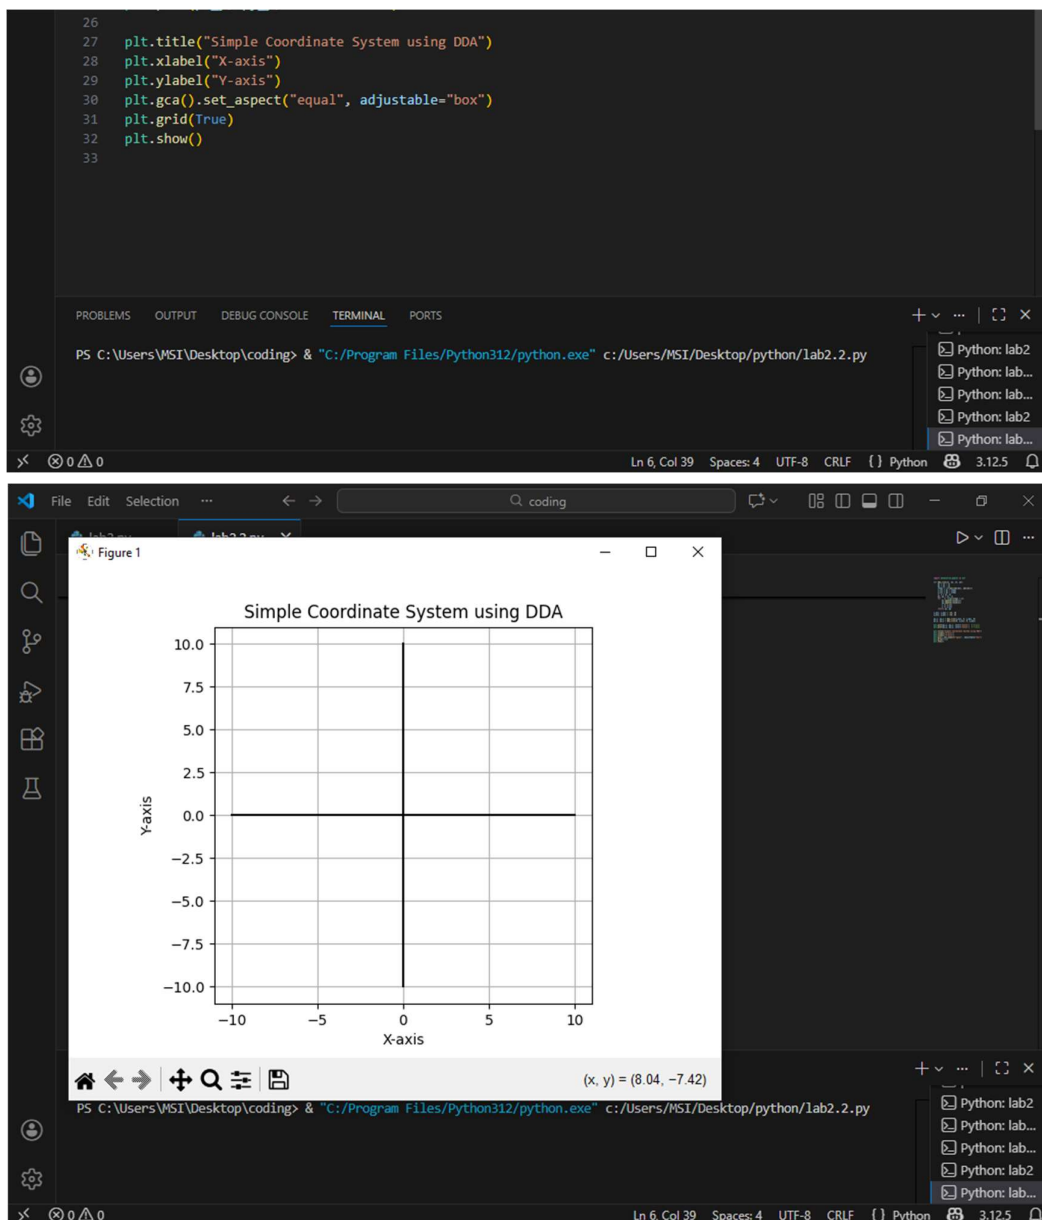 26
27 plt.title("Simple Coordinate System using DDA")
28 plt.xlabel("X-axis")
29 plt.ylabel("Y-axis")
30 plt.gca().set_aspect("equal", adjustable="box")
31 plt.grid(True)
32 plt.show()
33
PROBLEMS OUTPUT DEBUG CONSOLE TERMINAL PORTS
PS C:\Users\MSI\Desktop\coding> & "C:/Program Files/Python312/python.exe" c:/Users/MSI/Desktop/python/lab2.2.py
Python: lab2
Python: lab...
Python: lab...
Python: lab2
Python: lab...
0 0 Ln 6, Col 39 Spaces: 4 UTF-8 CRLF {} Python 3.12.5
File Edit Selection ... coding
Figure 1
Simple Coordinate System using DDA
10.0
7.5
5.0
2.5
0.0
−2.5
−5.0
−7.5
−10.0
Y-axis
−10 −5 0 5 10
X-axis
(x, y) = (8.04, −7.42)
PS C:\Users\MSI\Desktop\coding> & "C:/Program Files/Python312/python.exe" c:/Users/MSI/Desktop/python/lab2.2.py
Python: lab2
Python: lab...
Python: lab...
Python: lab2
Python: lab...
0 0 Ln 6, Col 39 Spaces: 4 UTF-8 CRLF {} Python 3.12.5